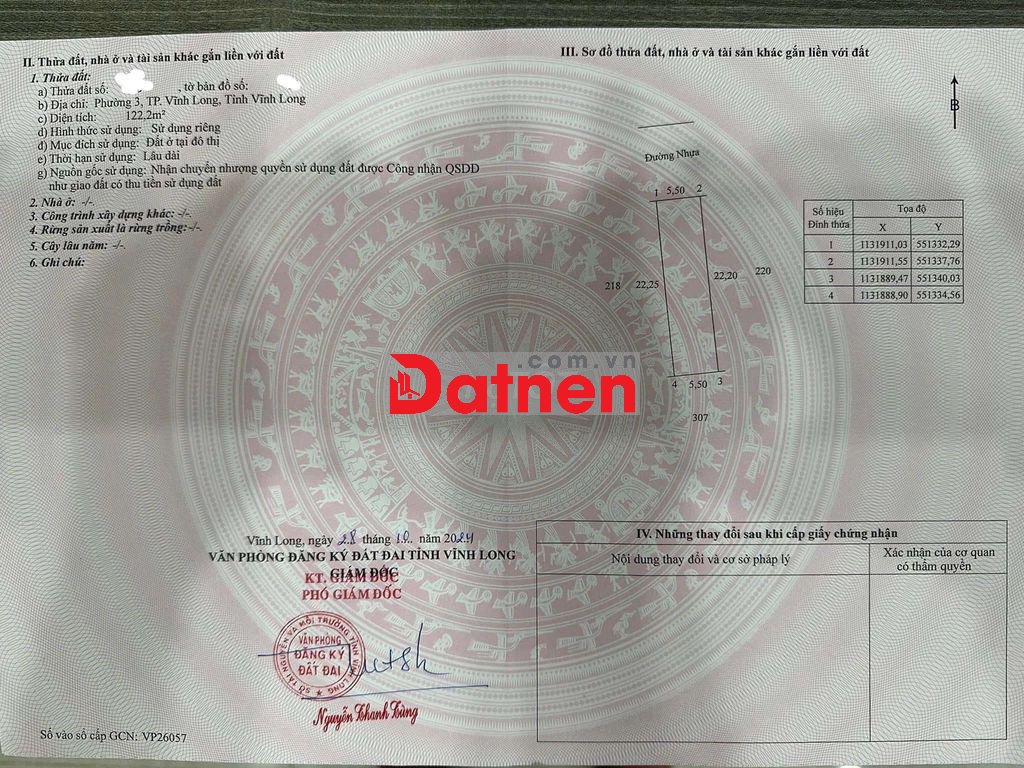 II. Thửa đất, nhà ở và tài sản khác gắn liền với đất
1. Thửa đất:
a) Thửa đất số: , tờ bản đồ số:
b) Địa chỉ: Phường 3, TP. Vĩnh Long, Tỉnh Vĩnh Long
c) Diện tích: 122,2m²
d) Hình thức sử dụng: Sử dụng riêng
đ) Mục đích sử dụng: Đất ở tại đô thị
e) Thời hạn sử dụng: Lâu dài
g) Nguồn gốc sử dụng: Nhận chuyển nhượng quyền sử dụng đất được Công nhận QSDĐ
như giao đất có thu tiền sử dụng đất
2. Nhà ở: -/-
3. Công trình xây dựng khác: -/-.
4. Rừng sản xuất là rừng trồng:-/-.
5. Cây lâu năm: -/-
6. Ghi chú:
III. Sơ đồ thửa đất, nhà ở và tài sản khác gắn liền với đất
B
Đường Nhựa
1 5,50 2
218 22,25 22,20 220
4 5,50 3
307
Số hiệu Đỉnh thửa Tọa độ
X Y
1 1131911,03 551332,29
2 1131911,55 551337,76
3 1131889,47 551340,03
4 1131888,90 551334,56
.com.vn
Datnen
Vĩnh Long, ngày 28 tháng 10 năm 2024
VĂN PHÒNG ĐĂNG KÝ ĐẤT ĐAI TỈNH VĨNH LONG
GIÁM ĐỐC
KT. GIÁM ĐỐC
PHÓ GIÁM ĐỐC
SỞ TÀI NGUYÊN VÀ MÔI TRƯỜNG TỈNH VĨNH LONG
VĂN PHÒNG
ĐĂNG KÝ
ĐẤT ĐAI
Nguyễn Thanh Tùng
Số vào sổ cấp GCN: VP26057
IV. Những thay đổi sau khi cấp giấy chứng nhận
Nội dung thay đổi và cơ sở pháp lý
Xác nhận của cơ quan
có thẩm quyền